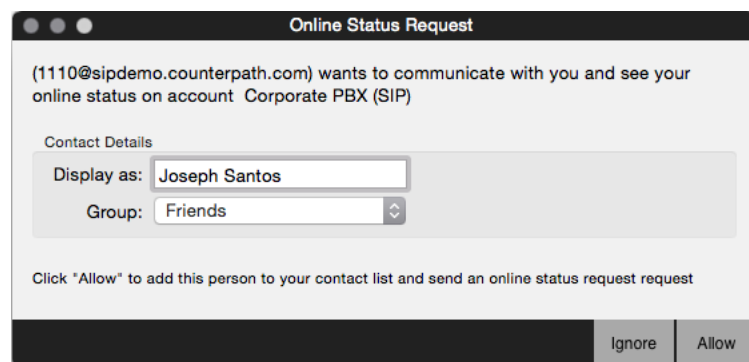 Online Status Request
(1110@sipdemo.counterpath.com) wants to communicate with you and see your
online status on account  Corporate PBX (SIP)
Contact Details
Display as: Joseph Santos
Group: Friends
Click "Allow" to add this person to your contact list and send an online status request request
Ignore Allow